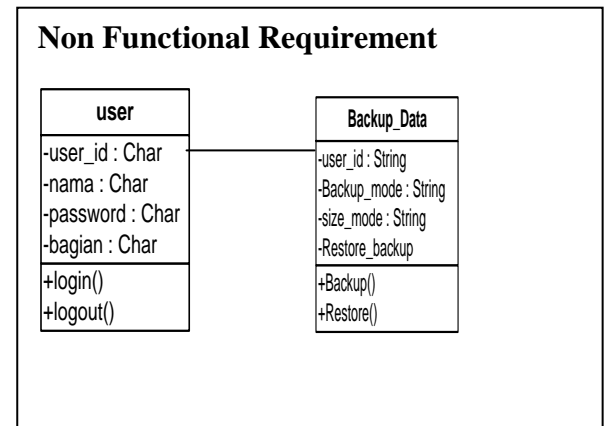 Non Functional Requirement
user
-user_id : Char
-nama : Char
-password : Char
-bagian : Char
+login()
+logout()
Backup_Data
-user_id : String
-Backup_mode : String
-size_mode : String
-Restore_backup
+Backup()
+Restore()